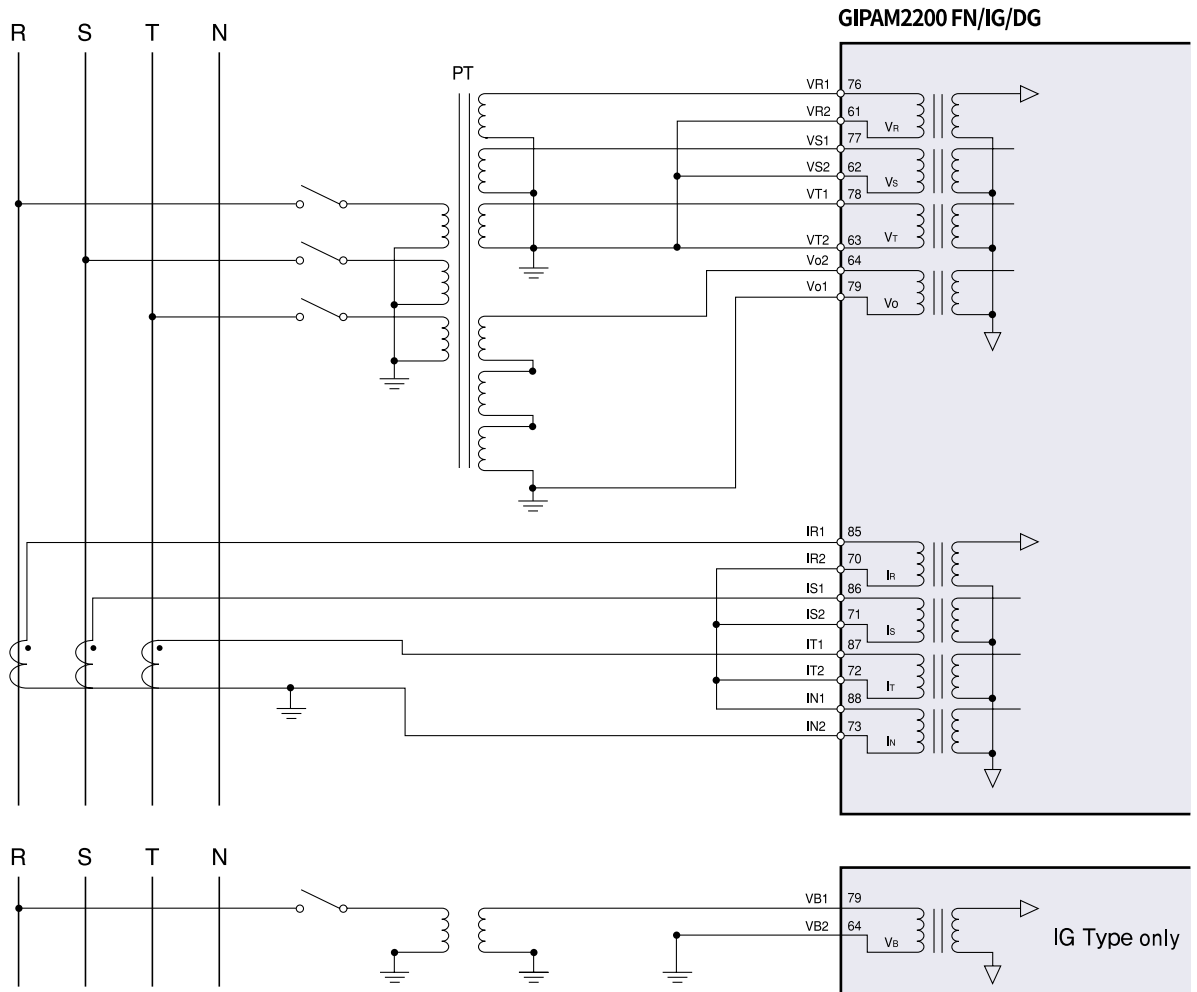 GIPAM2200 FN/IG/DG
R S T N
PT
VR1 76
VR2 61
VR
VS1 77
VS2 62
VS
VT1 78
VT
VT2 63
Vo2 64
Vo1 79
Vo
IR1 85
IR2 70
IR
IS1 86
IS2 71
IS
IT1 87
IT2 72
IT
IN1 88
IN2 73
IN
R S T N
VB1 79
VB2 64
VB
IG Type only